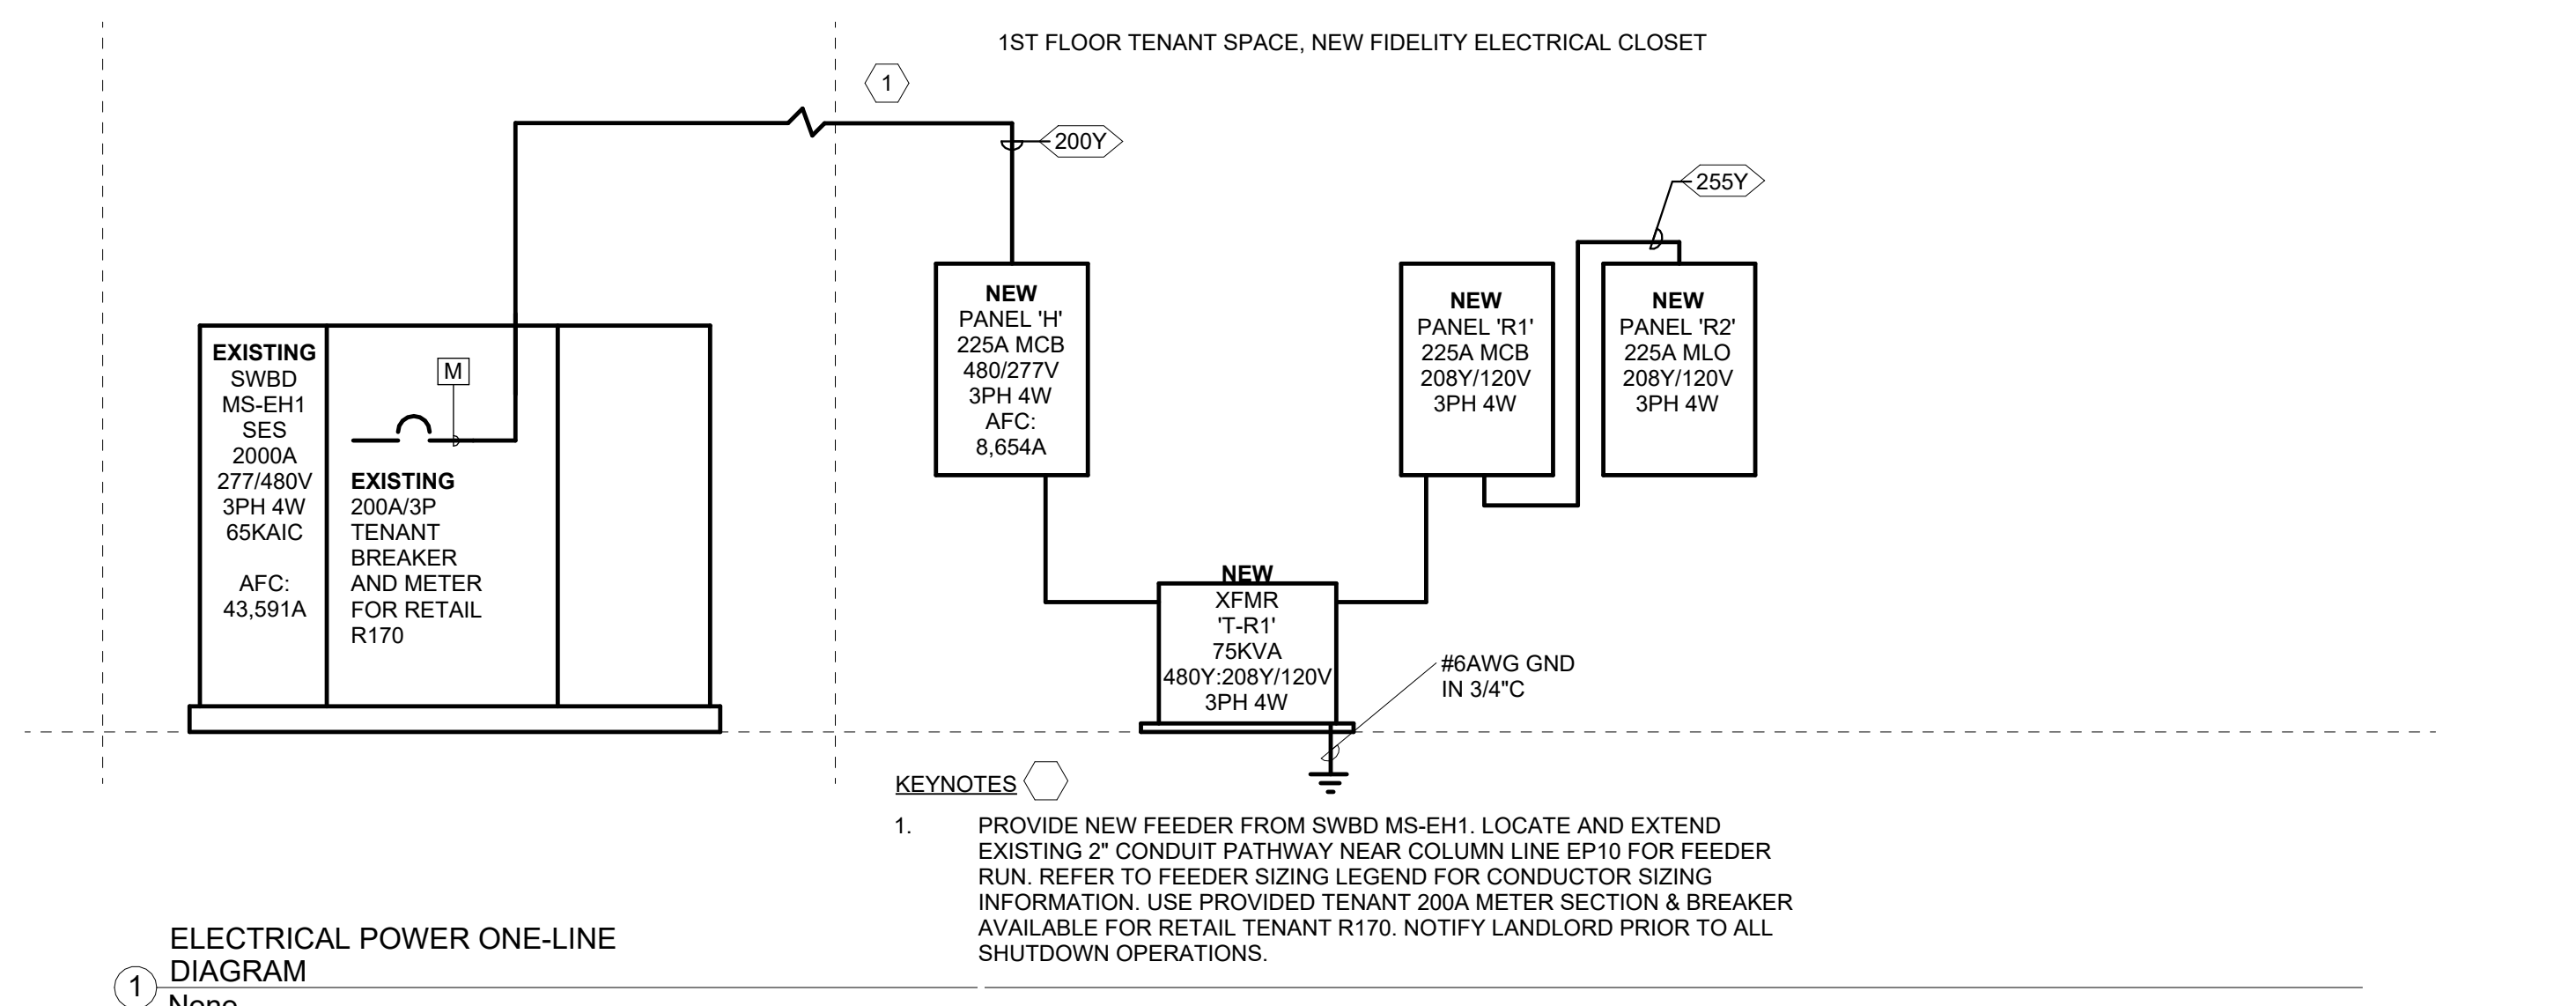 1ST FLOOR TENANT SPACE, NEW FIDELITY ELECTRICAL CLOSET
1
200Y
255Y
EXISTING
SWBD
MS-EH1
SES
2000A
277/480V
3PH 4W
65KAIC
AFC:
43,591A
M
EXISTING
200A/3P
TENANT
BREAKER
AND METER
FOR RETAIL
R170
NEW
PANEL 'H'
225A MCB
480/277V
3PH 4W
AFC:
8,654A
NEW
PANEL 'R1'
225A MCB
208Y/120V
3PH 4W
NEW
PANEL 'R2'
225A MLO
208Y/120V
3PH 4W
NEW
XFMR
'T-R1'
75KVA
480Y:208Y/120V
3PH 4W
#6AWG GND
IN 3/4"C
KEYNOTES
1. PROVIDE NEW FEEDER FROM SWBD MS-EH1. LOCATE AND EXTEND
EXISTING 2" CONDUIT PATHWAY NEAR COLUMN LINE EP10 FOR FEEDER
RUN. REFER TO FEEDER SIZING LEGEND FOR CONDUCTOR SIZING
INFORMATION. USE PROVIDED TENANT 200A METER SECTION & BREAKER
AVAILABLE FOR RETAIL TENANT R170. NOTIFY LANDLORD PRIOR TO ALL
SHUTDOWN OPERATIONS.
ELECTRICAL POWER ONE-LINE
DIAGRAM
1
None